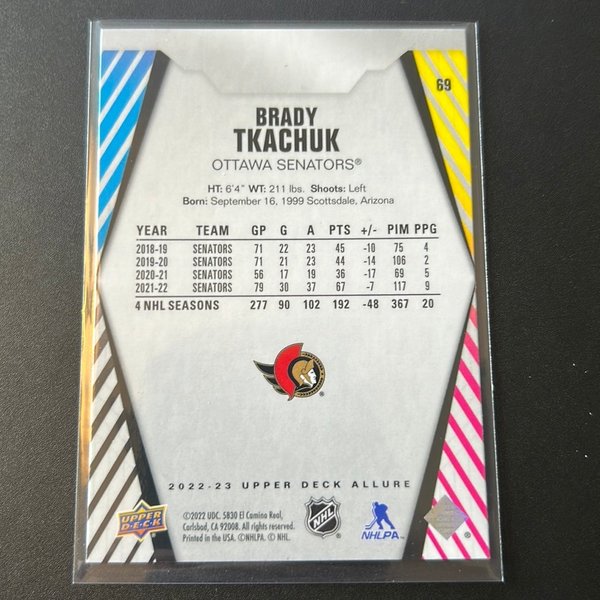 69
BRADY
TKACHUK
OTTAWA SENATORS®
HT: 6'4" WT: 211 lbs. Shoots: Left
Born: September 16, 1999 Scottsdale, Arizona
YEAR TEAM GP G A PTS +/- PIM PPG
2018-19 SENATORS 71 22 23 45 -10 75 4
2019-20 SENATORS 71 21 23 44 -14 106 2
2020-21 SENATORS 56 17 19 36 -17 69 5
2021-22 SENATORS 79 30 37 67 -7 117 9
4 NHL SEASONS 277 90 102 192 -48 367 20
®
2022-23 UPPER DECK ALLURE
UPPER DECK
©2022 UDC. 5830 El Camino Real,
Carlsbad, CA 92008. All rights reserved.
Printed in the USA. ©NHLPA. © NHL.
NHL
NHLPA
®